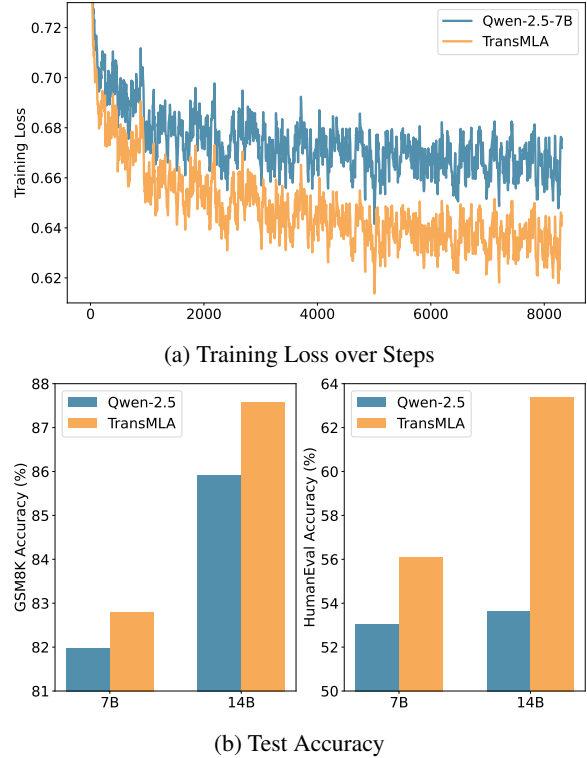 0.72
0.70
0.68
0.66
0.64
0.62
Training Loss
Qwen-2.5-7B
TransMLA
0 2000 4000 6000 8000
(a) Training Loss over Steps
88
87
86
85
84
83
82
81
GSM8K Accuracy (%)
Qwen-2.5
TransMLA
7B 14B
64
62
60
58
56
54
52
50
HumanEval Accuracy (%)
Qwen-2.5
TransMLA
7B 14B
(b) Test Accuracy